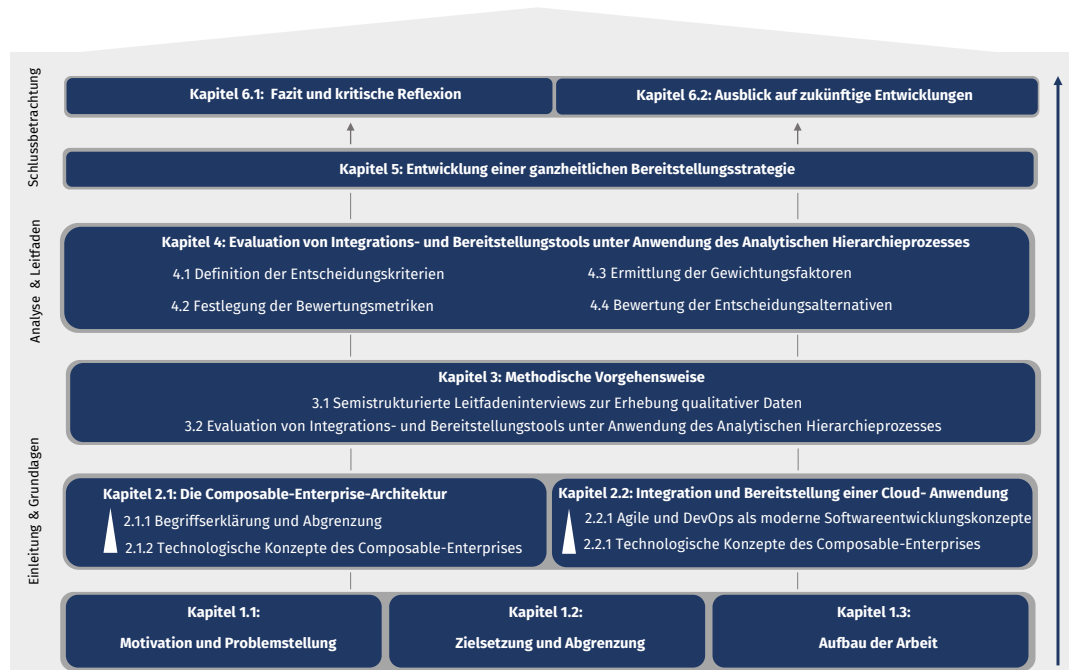 Schlussbetrachtung
Kapitel 6.1: Fazit und kritische Reflexion
Kapitel 6.2: Ausblick auf zukünftige Entwicklungen
Kapitel 5: Entwicklung einer ganzheitlichen Bereitstellungsstrategie
Analyse & Leitfaden
Kapitel 4: Evaluation von Integrations- und Bereitstellungstools unter Anwendung des Analytischen Hierarchieprozesses
4.1 Definition der Entscheidungskriterien
4.2 Festlegung der Bewertungsmetriken
4.3 Ermittlung der Gewichtungsfaktoren
4.4 Bewertung der Entscheidungsalternativen
Einleitung & Grundlagen
Kapitel 3: Methodische Vorgehensweise
3.1 Semistrukturierte Leitfadeninterviews zur Erhebung qualitativer Daten
3.2 Evaluation von Integrations- und Bereitstellungstools unter Anwendung des Analytischen Hierarchieprozesses
Kapitel 2.1: Die Composable-Enterprise-Architektur
2.1.1 Begriffserklärung und Abgrenzung
2.1.2 Technologische Konzepte des Composable-Enterprises
Kapitel 2.2: Integration und Bereitstellung einer Cloud- Anwendung
2.2.1 Agile und DevOps als moderne Softwareentwicklungskonzepte
2.2.1 Technologische Konzepte des Composable-Enterprises
Kapitel 1.1:
Motivation und Problemstellung
Kapitel 1.2:
Zielsetzung und Abgrenzung
Kapitel 1.3:
Aufbau der Arbeit